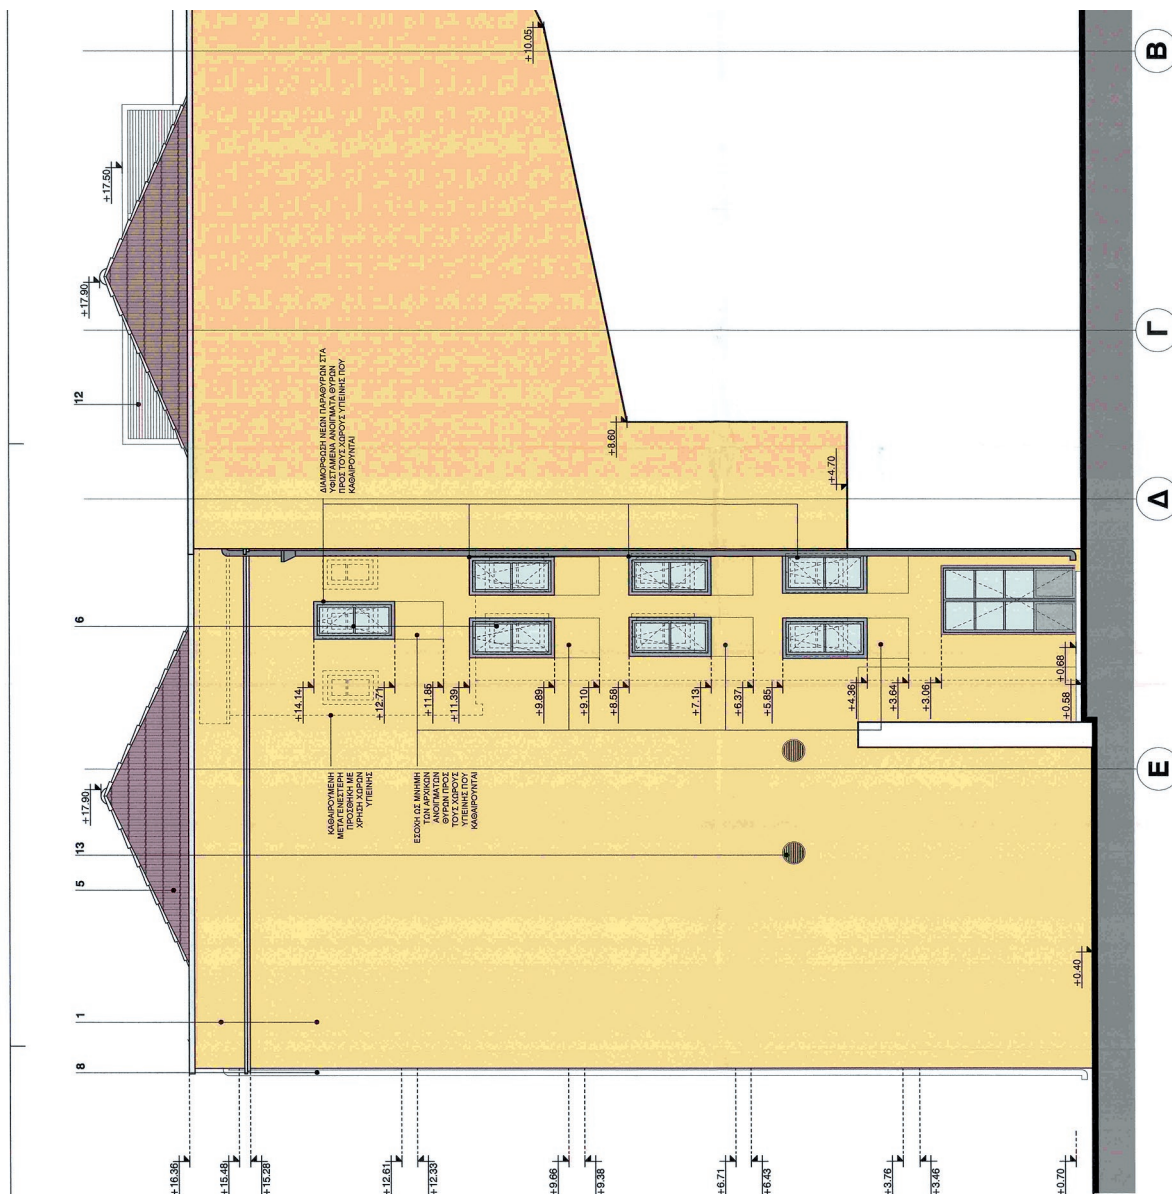 Β
Γ
Δ
Ε
12
6
13
5
1
8
+10.05
+17.50
+17.90
+8.60
+4.70
ΔΙΑΜΟΡΦΩΣΗ ΝΕΩΝ ΠΑΡΑΘΥΡΩΝ ΣΤΑ
ΥΦΙΣΤΑΜΕΝΑ ΑΝΟΙΓΜΑΤΑ ΘΥΡΩΝ
ΠΡΟΣ ΤΟΥΣ ΧΩΡΟΥΣ ΥΓΙΕΙΝΗΣ ΠΟΥ
ΚΑΘΑΙΡΟΥΝΤΑΙ
+14.14
+12.71
+11.85
+11.39
+9.89
+9.10
+8.58
+7.13
+6.37
+5.85
+4.36
+3.64
+3.06
+0.68
+0.58
ΚΑΘΑΙΡΟΥΜΕΝΗ
ΜΕΤΑΓΕΝΕΣΤΕΡΗ
ΠΡΟΣΘΗΚΗ ΜΕ
ΧΡΗΣΗ ΧΩΡΩΝ
ΥΓΙΕΙΝΗΣ
ΕΣΟΧΗ ΩΣ ΜΝΗΜΗ
ΤΩΝ ΑΡΧΙΚΩΝ
ΑΝΟΙΓΜΑΤΩΝ
ΘΥΡΩΝ ΠΡΟΣ
ΤΟΥΣ ΧΩΡΟΥΣ
ΥΓΙΕΙΝΗΣ ΠΟΥ
ΚΑΘΑΙΡΟΥΝΤΑΙ
+17.90
+0.40
+16.36
+15.48
+15.28
+12.61
+12.33
+9.66
+9.38
+6.71
+6.43
+3.76
+3.46
+0.70